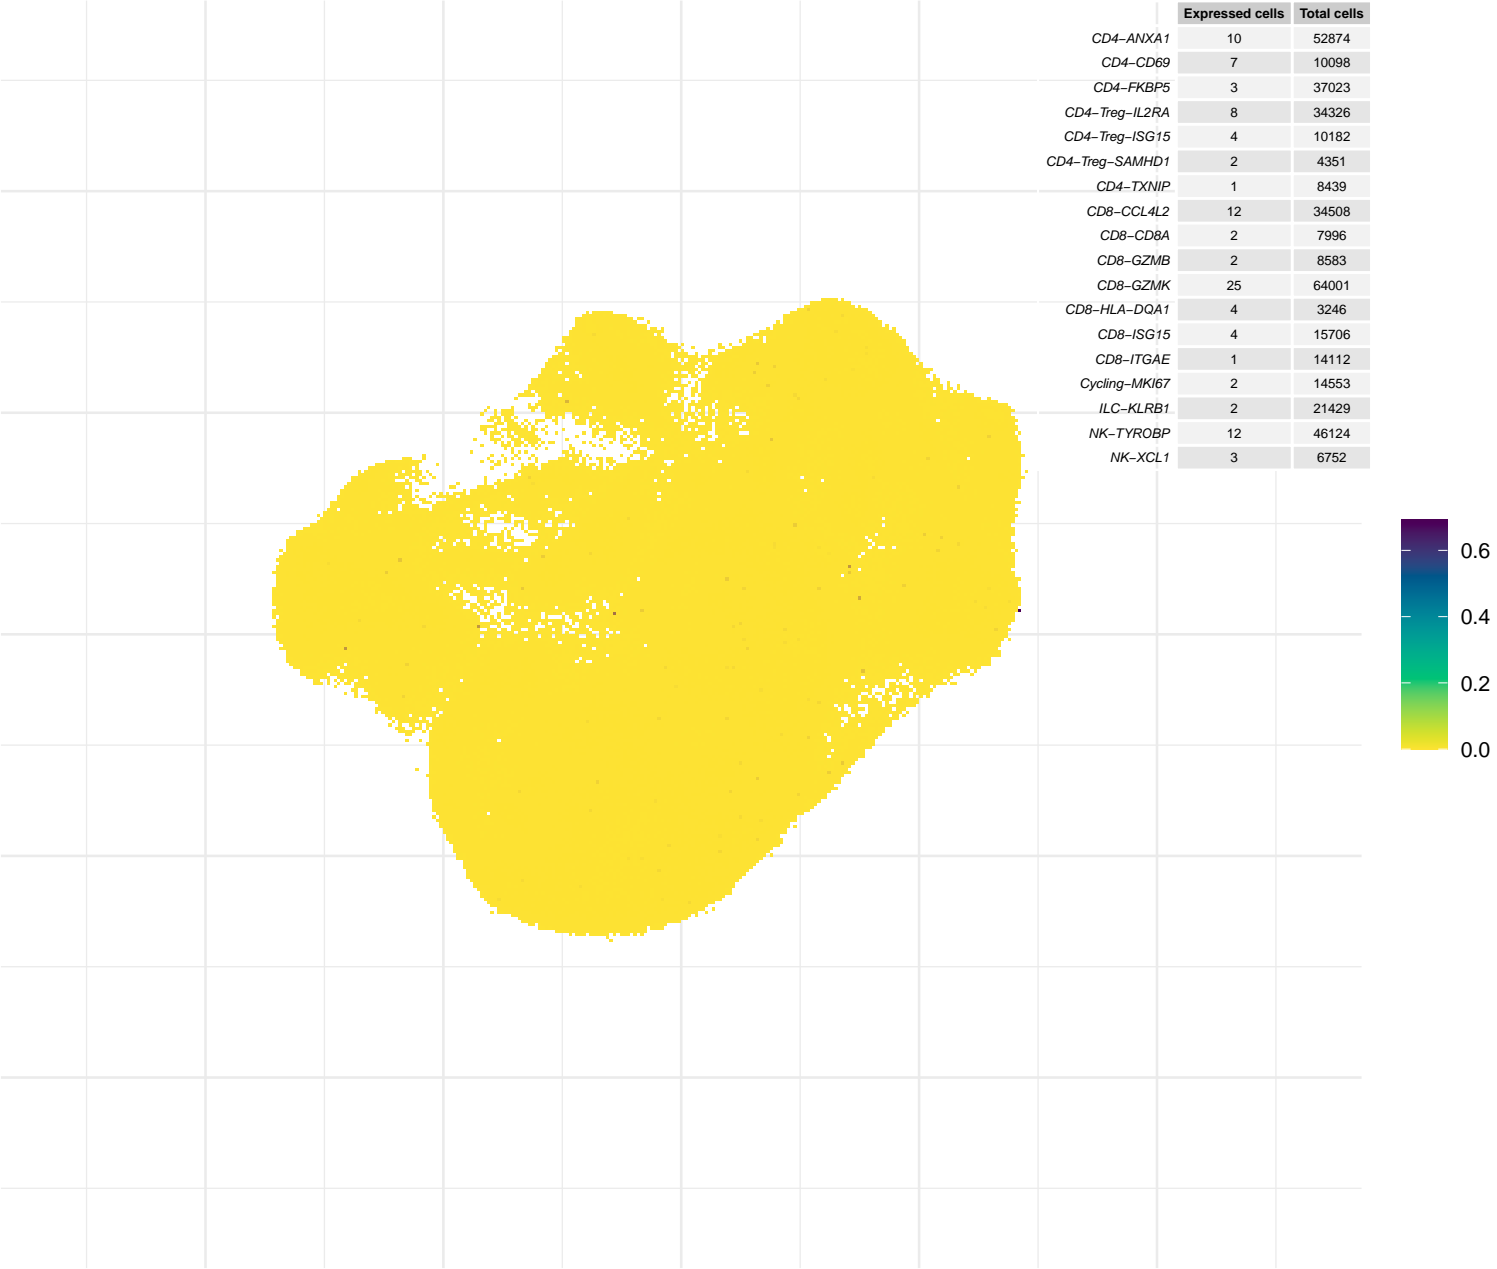 Expressed cells Total cells
CD4−ANXA1 10 52874
CD4−CD69 7 10098
CD4−FKBP5 3 37023
CD4−Treg−IL2RA 8 34326
CD4−Treg−ISG15 4 10182
CD4−Treg−SAMHD1 2 4351
CD4−TXNIP 1 8439
CD8−CCL4L2 12 34508
CD8−CD8A 2 7996
CD8−GZMB 2 8583
CD8−GZMK 25 64001
CD8−HLA−DQA1 4 3246
CD8−ISG15 4 15706
CD8−ITGAE 1 14112
Cycling−MKI67 2 14553
ILC−KLRB1 2 21429
NK−TYROBP 12 46124
NK−XCL1 3 6752
0.6
0.4
0.2
0.0